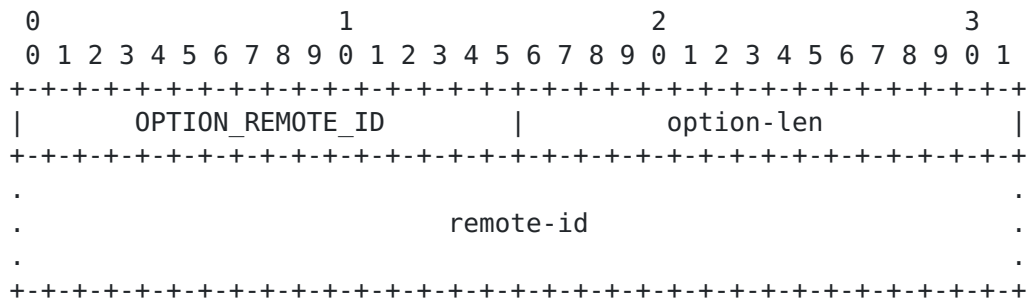 0                   1                   2                   3
 0 1 2 3 4 5 6 7 8 9 0 1 2 3 4 5 6 7 8 9 0 1 2 3 4 5 6 7 8 9 0 1
+-+-+-+-+-+-+-+-+-+-+-+-+-+-+-+-+-+-+-+-+-+-+-+-+-+-+-+-+-+-+-+-+
|       OPTION_REMOTE_ID        |         option-len            |
+-+-+-+-+-+-+-+-+-+-+-+-+-+-+-+-+-+-+-+-+-+-+-+-+-+-+-+-+-+-+-+-+
.                                                               .
.                           remote-id                           .
.                                                               .
+-+-+-+-+-+-+-+-+-+-+-+-+-+-+-+-+-+-+-+-+-+-+-+-+-+-+-+-+-+-+-+-+